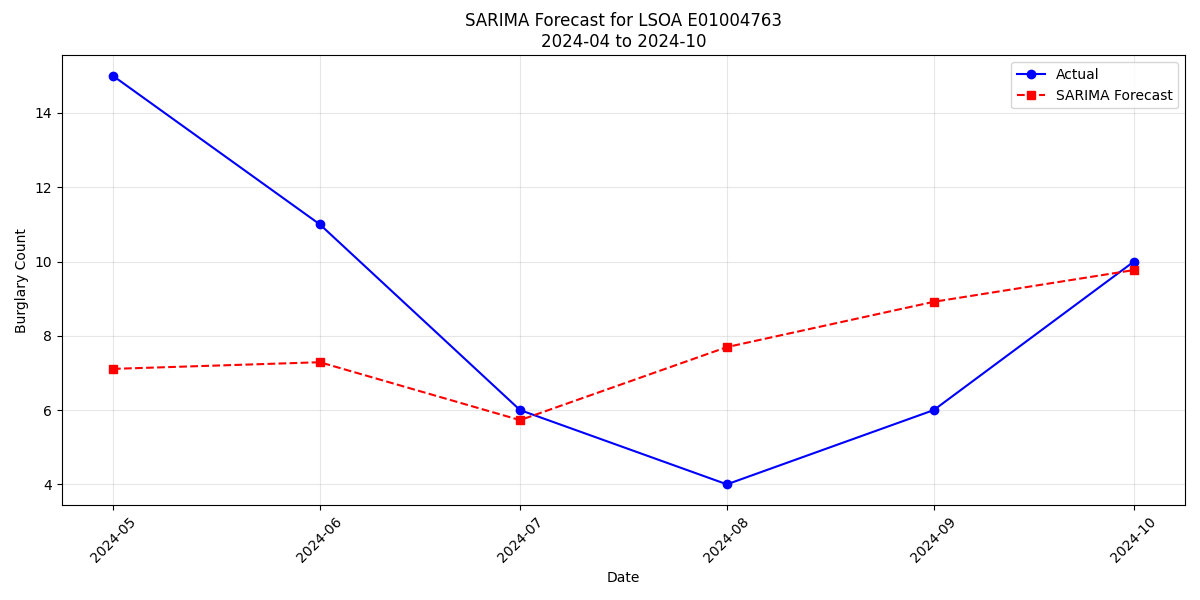 SARIMA Forecast for LSOA E01004763
2024-04 to 2024-10
Actual
SARIMA Forecast
Burglary Count
14
12
10
8
6
4
2024-05
2024-06
2024-07
2024-08
2024-09
2024-10
Date